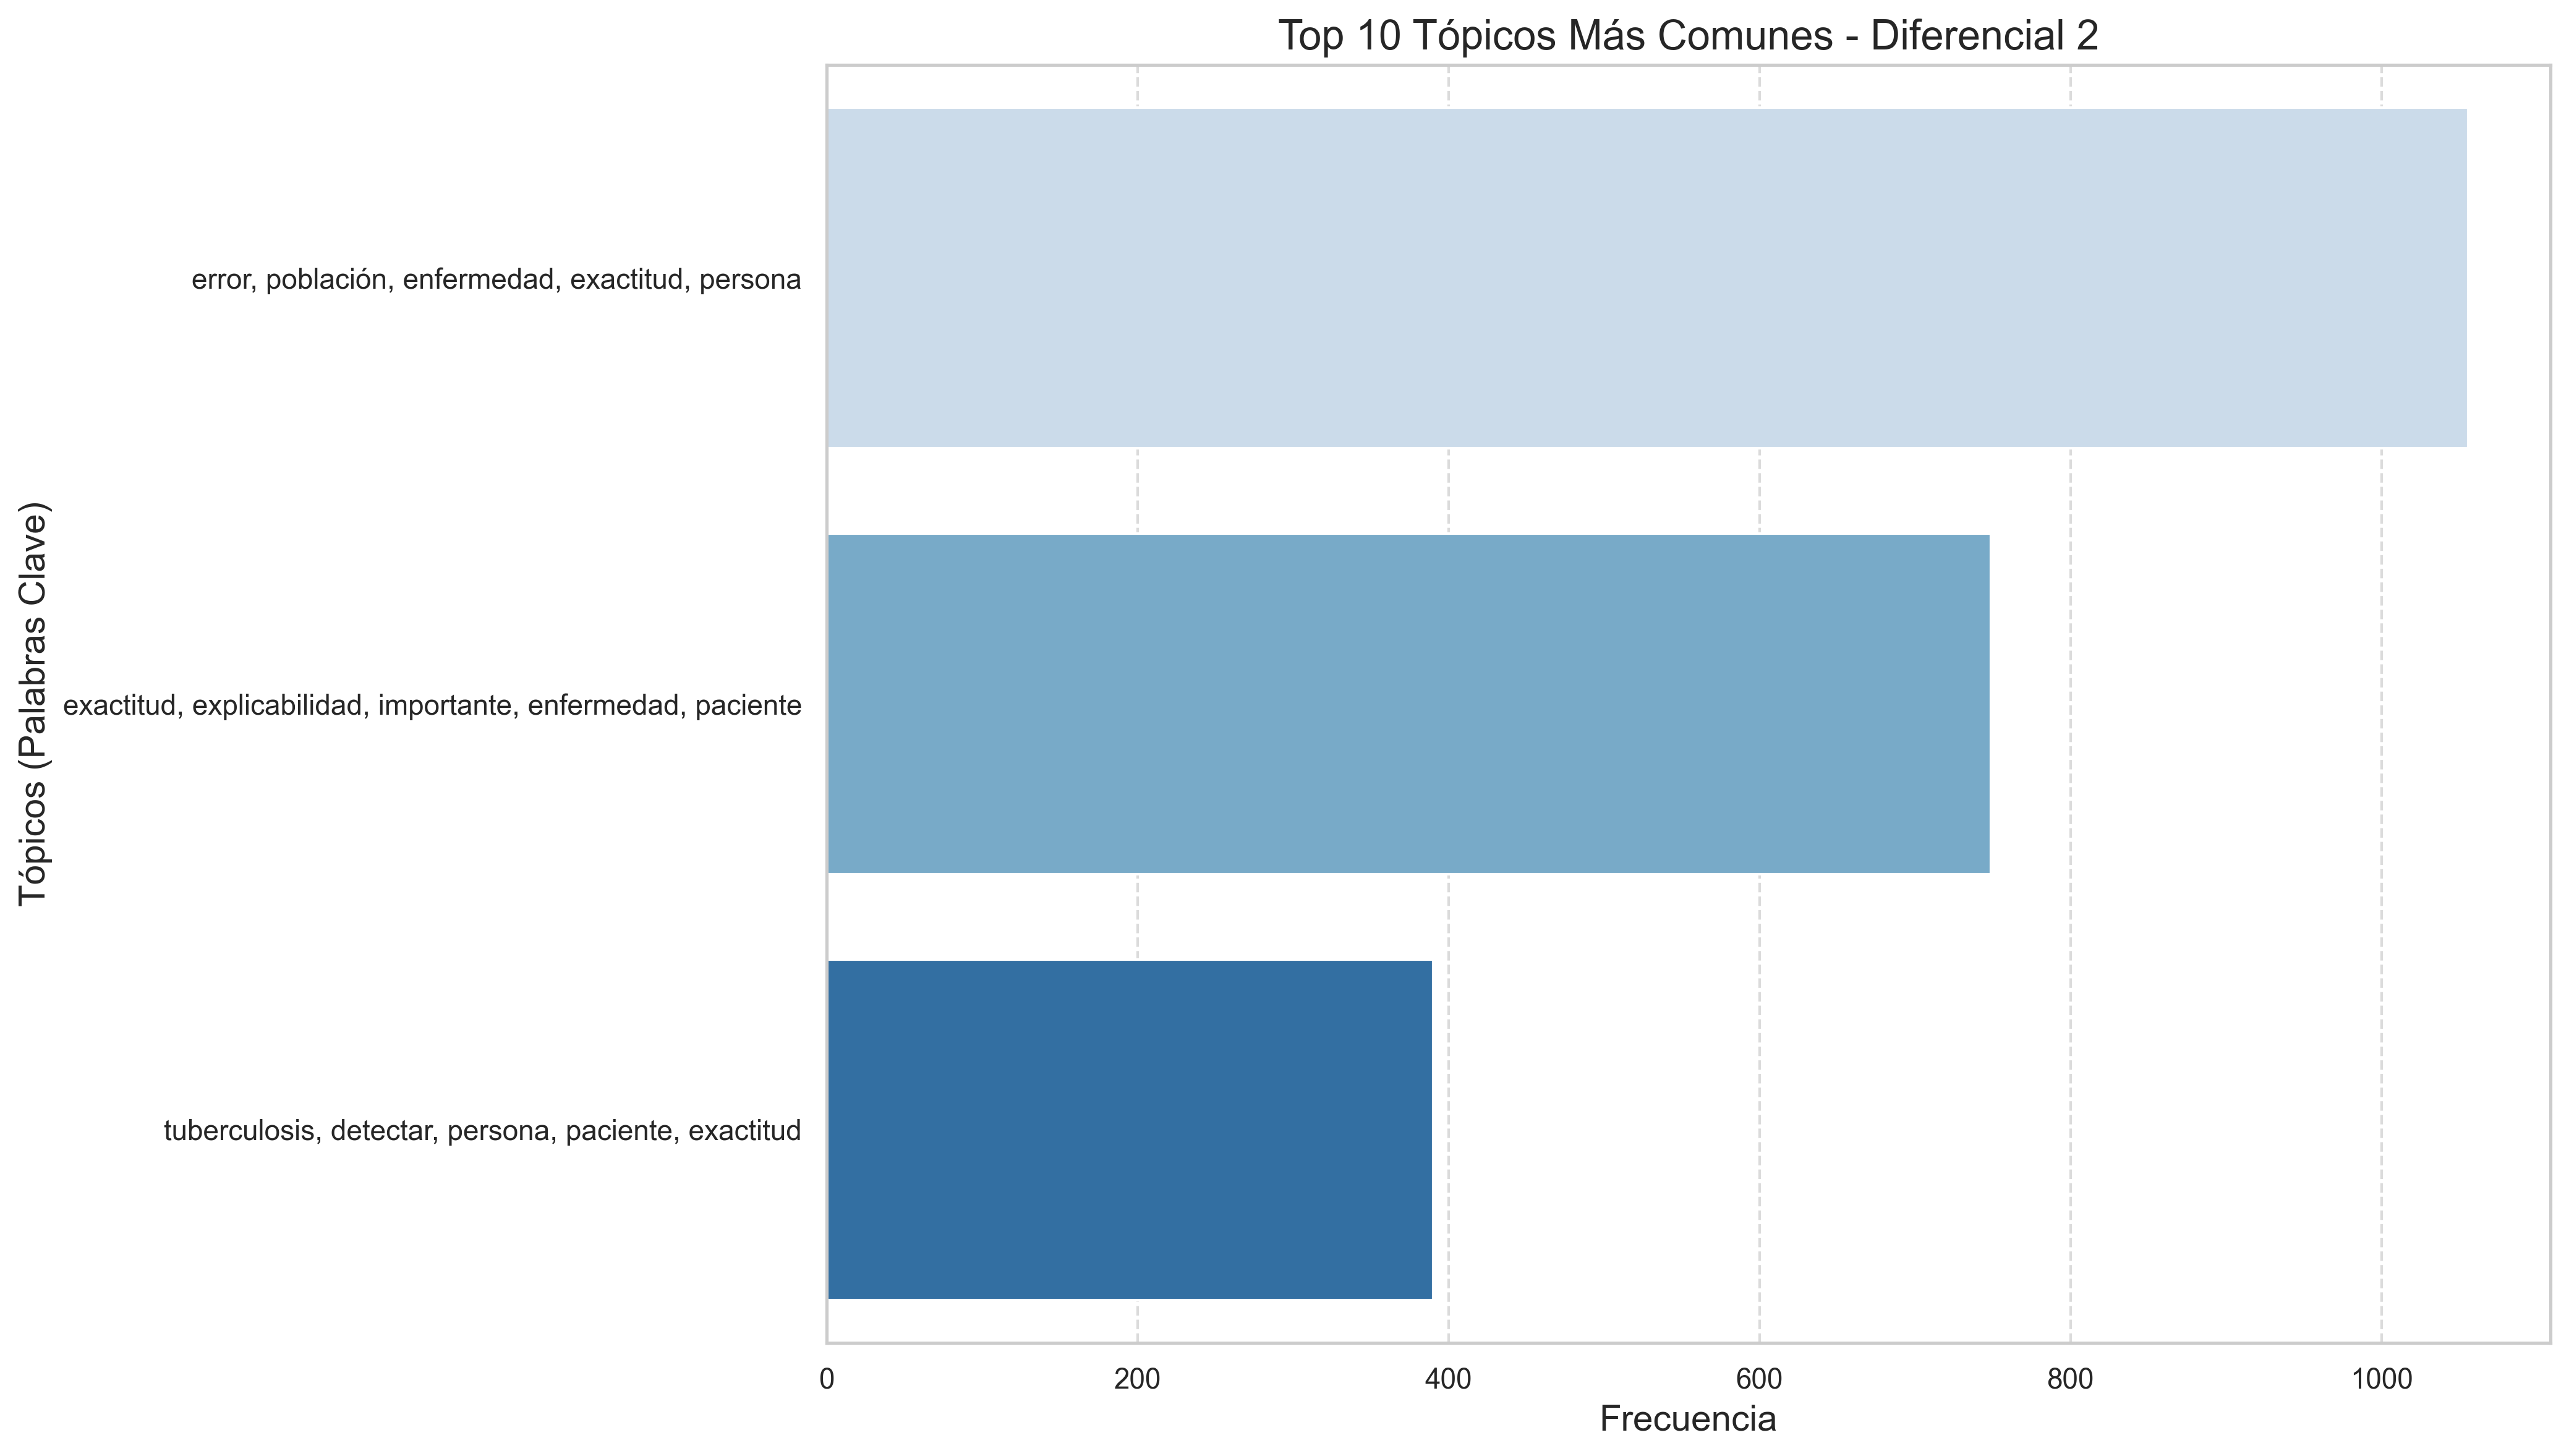 Top 10 Tópicos Más Comunes - Diferencial 2
Tópicos (Palabras Clave)
error, población, enfermedad, exactitud, persona
exactitud, explicabilidad, importante, enfermedad, paciente
tuberculosis, detectar, persona, paciente, exactitud
0 200 400 600 800 1000
Frecuencia